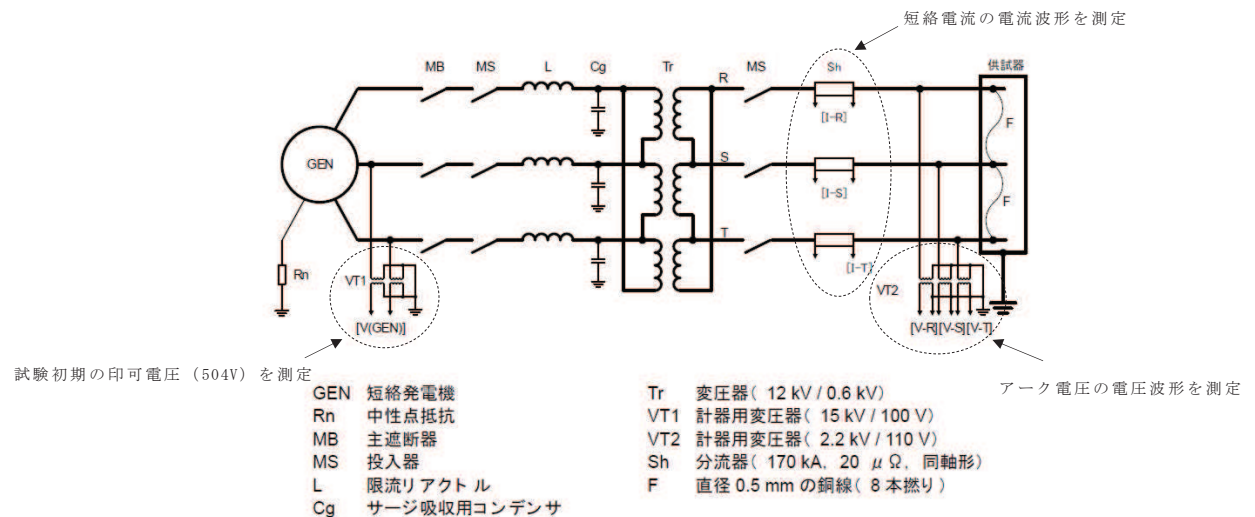 短絡電流の電流波形を測定
MB MS L Cg Tr R MS Sh 供試器
[I-R]
F
GEN S
[I-S]
F
T
[I-T]
Rn VT1 VT2
[V(GEN)] [V-R][V-S][V-T]
試験初期の印可電圧 (504V) を測定
アーク電圧の電圧波形を測定
GEN 短絡発電機
Rn 中性点抵抗
MB 主遮断器
MS 投入器
L 限流リアクトル
Cg サージ吸収用コンデンサ
Tr 変圧器( 12 kV / 0.6 kV)
VT1 計器用変圧器( 15 kV / 100 V)
VT2 計器用変圧器( 2.2 kV / 110 V)
Sh 分流器( 170 kA, 20 μ Ω, 同軸形)
F 直径 0.5 mm の銅線( 8 本撚り)